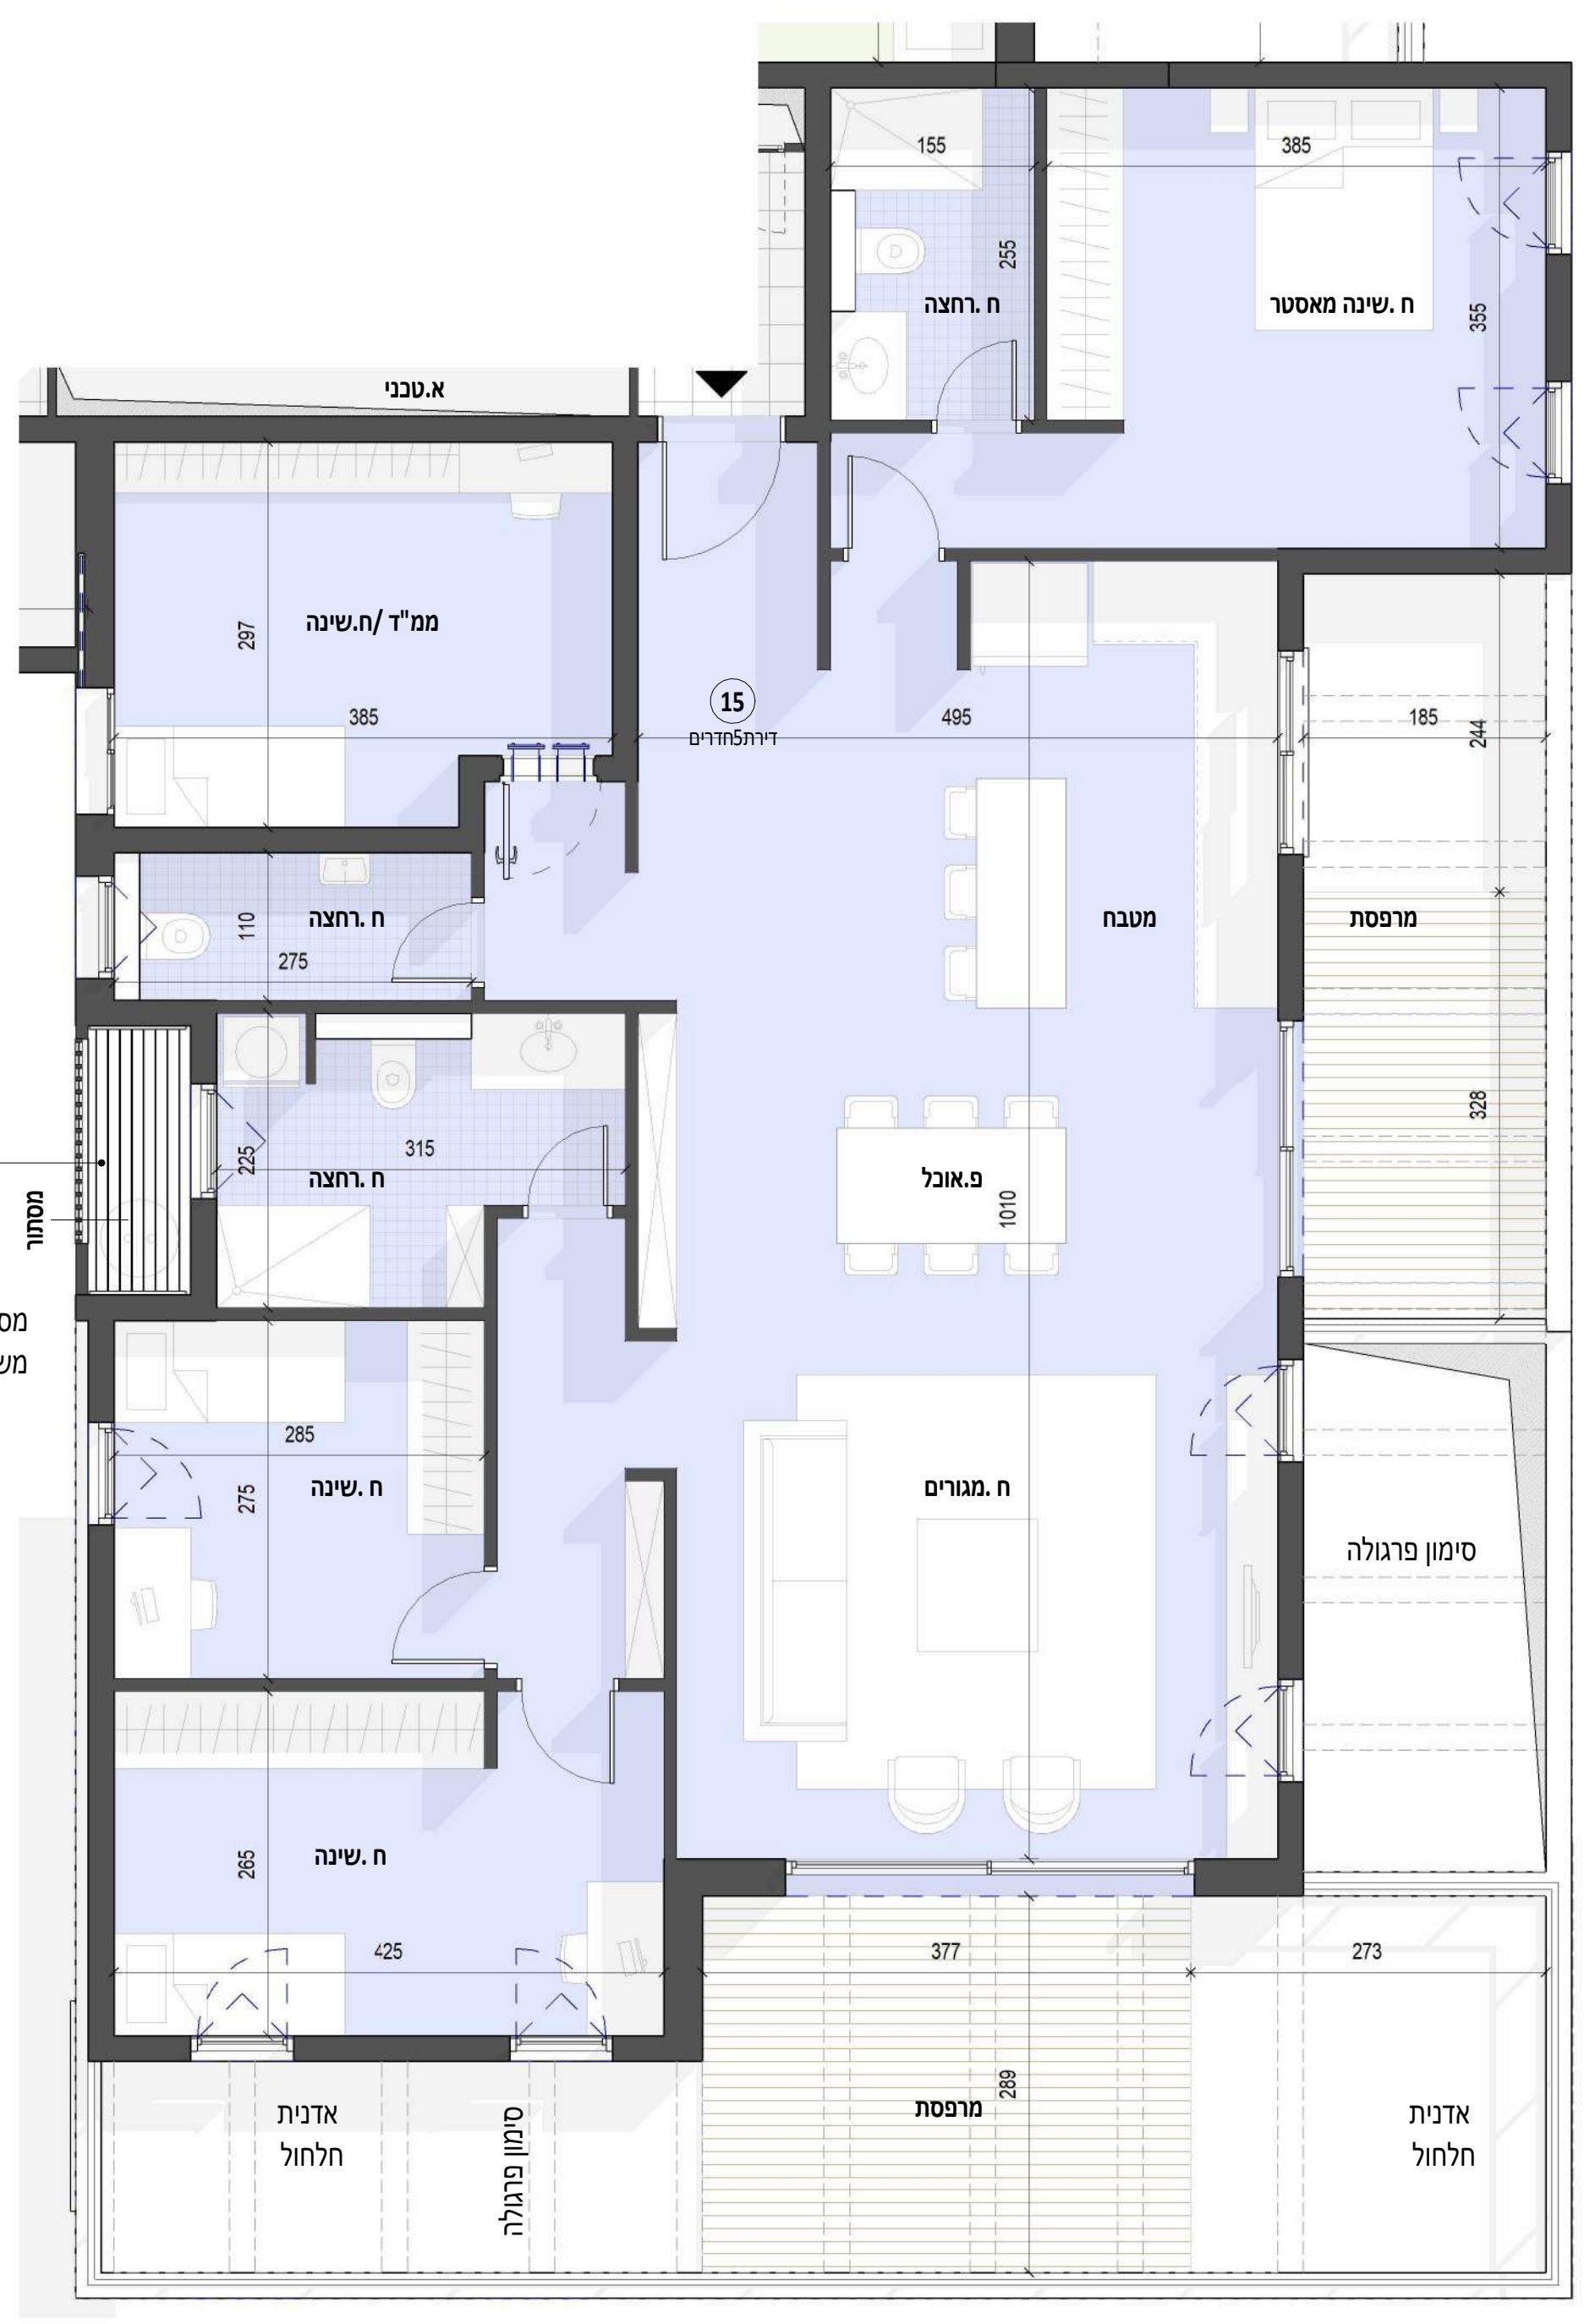 א.טכני
155
385
255
ח .רחצה
ח .שינה מאסטר
355
ממ"ד /ח.שינה
297
385
15
דירת5חדרים
495
185
244
110
ח .רחצה
275
מטבח
מרפסת
225
315
ח .רחצה
פ.אוכל
1010
328
מסתור
מס
מש
285
275
ח .שינה
ח .מגורים
סימון פרגולה
265
ח .שינה
425
377
273
289
מרפסת
אדנית
חלחול
סימון פרגולה
אדנית
חלחול